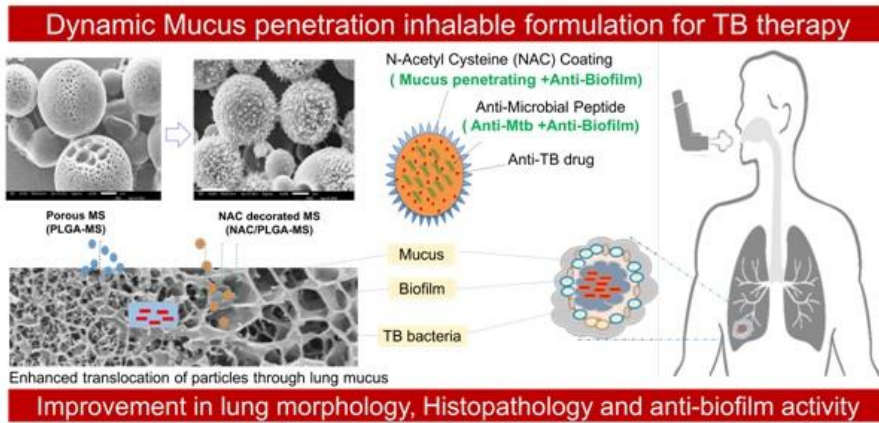 Dynamic Mucus penetration inhalable formulation for TB therapy
N-Acetyl Cysteine (NAC) Coating
( Mucus penetrating +Anti-Biofilm)
Anti-Microbial Peptide
( Anti-Mtb +Anti-Biofilm)
Anti-TB drug
Porous MS
(PLGA-MS)
NAC decorated MS
(NAC/PLGA-MS)
Mucus
Biofilm
TB bacteria
Enhanced translocation of particles through lung mucus
Improvement in lung morphology, Histopathology and anti-biofilm activity